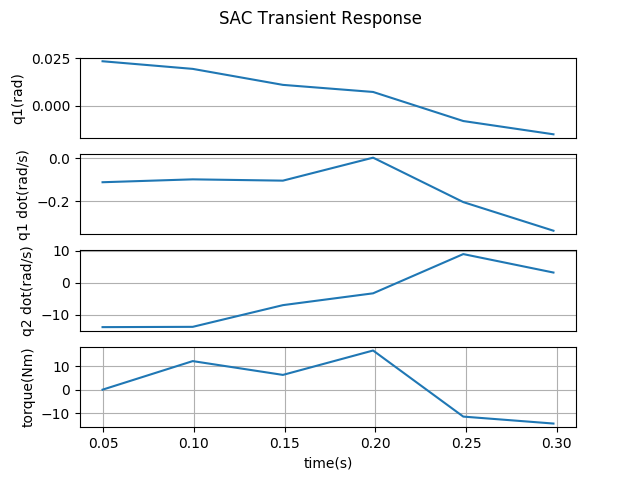 SAC Transient Response
q1(rad)
0.025
0.000
q1 dot(rad/s)
0.0
−0.2
q2 dot(rad/s)
10
0
−10
torque(Nm)
10
0
−10
0.05 0.10 0.15 0.20 0.25 0.30
time(s)